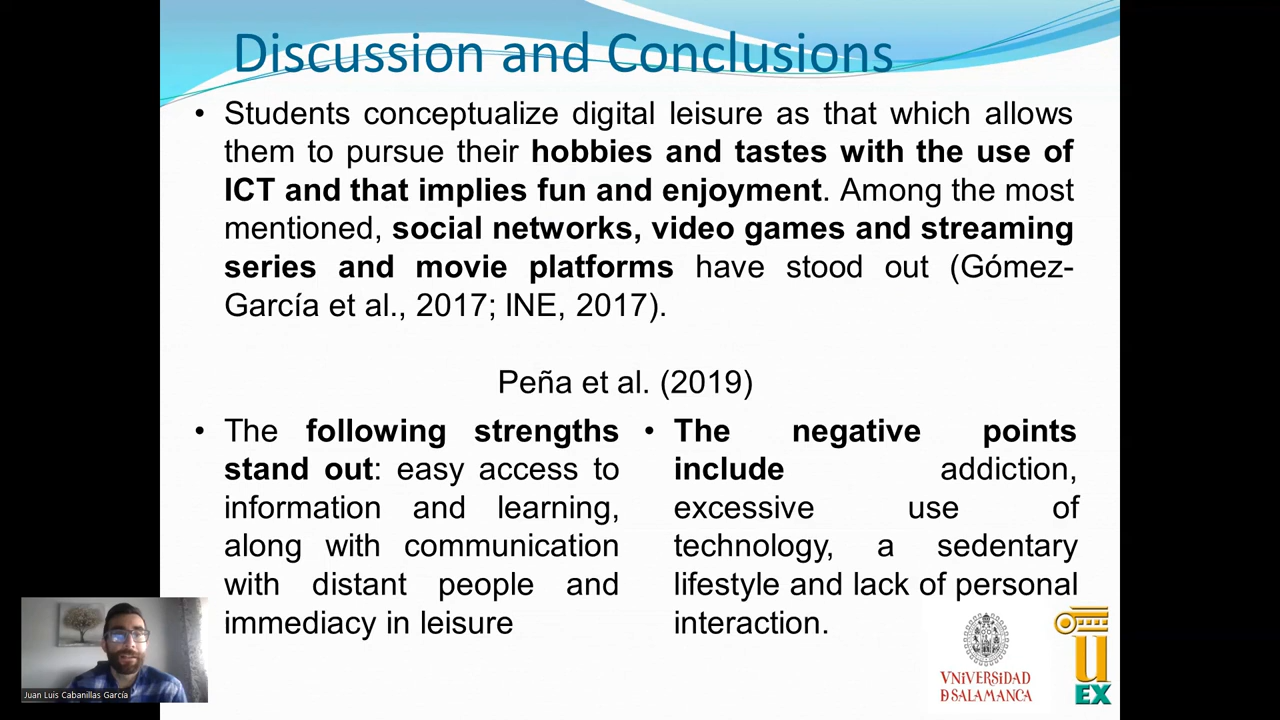 Discussion and Conclusions
• Students conceptualize digital leisure as that which allows
them to pursue their hobbies and tastes with the use of
ICT and that implies fun and enjoyment. Among the most
mentioned, social networks, video games and streaming
series and movie platforms have stood out (Gómez-
García et al., 2017; INE, 2017).
Peña et al. (2019)
• The following strengths
stand out: easy access to
information and learning,
along with communication
with distant people and
immediacy in leisure
• The negative points
include addiction,
excessive use of
technology, a sedentary
lifestyle and lack of personal
interaction.
Juan Luis Cabanillas García
VNiVERSiDAD
D SALAMANCA
U
EX